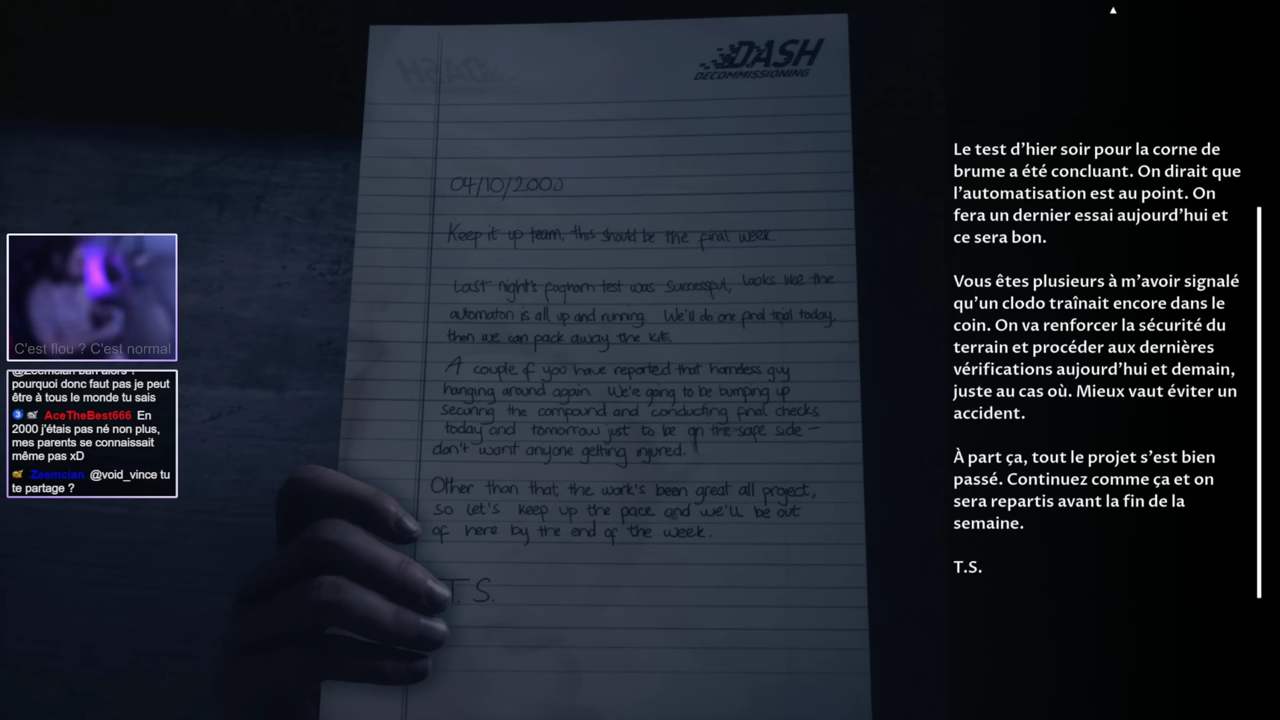 DASH
DECOMMISSIONING
04/10/2000
Keep it up team, this should be the final week.
Last night's foghorn test was successful, looks like the
automation is all up and running. We'll do one final trial today,
then we can pack away the kit.
A couple of you have reported that homeless guy
hanging around again. We're going to be bumping up
securing the compound and conducting final checks
today and tomorrow just to be on the safe side –
don't want anyone getting injured.
Other than that, the work's been great all project,
so let's keep up the pace and we'll be out
of here by the end of the week.
T.S.
Le test d'hier soir pour la corne de
brume a été concluant. On dirait que
l'automatisation est au point. On
fera un dernier essai aujourd'hui et
ce sera bon.
Vous êtes plusieurs à m'avoir signalé
qu'un clodo traînait encore dans le
coin. On va renforcer la sécurité du
terrain et procéder aux dernières
vérifications aujourd'hui et demain,
juste au cas où. Mieux vaut éviter un
accident.
À part ça, tout le projet s'est bien
passé. Continuez comme ça et on
sera repartis avant la fin de la
semaine.
T.S.
C'est flou ? C'est normal
@Zeemcian ban alors ?
pourquoi donc faut pas je peut
être à tous le monde tu sais
3 AceTheBest666 En
2000 j'étais pas né non plus,
mes parents se connaissait
même pas xD
Zeemcian @void_vince tu
te partage ?